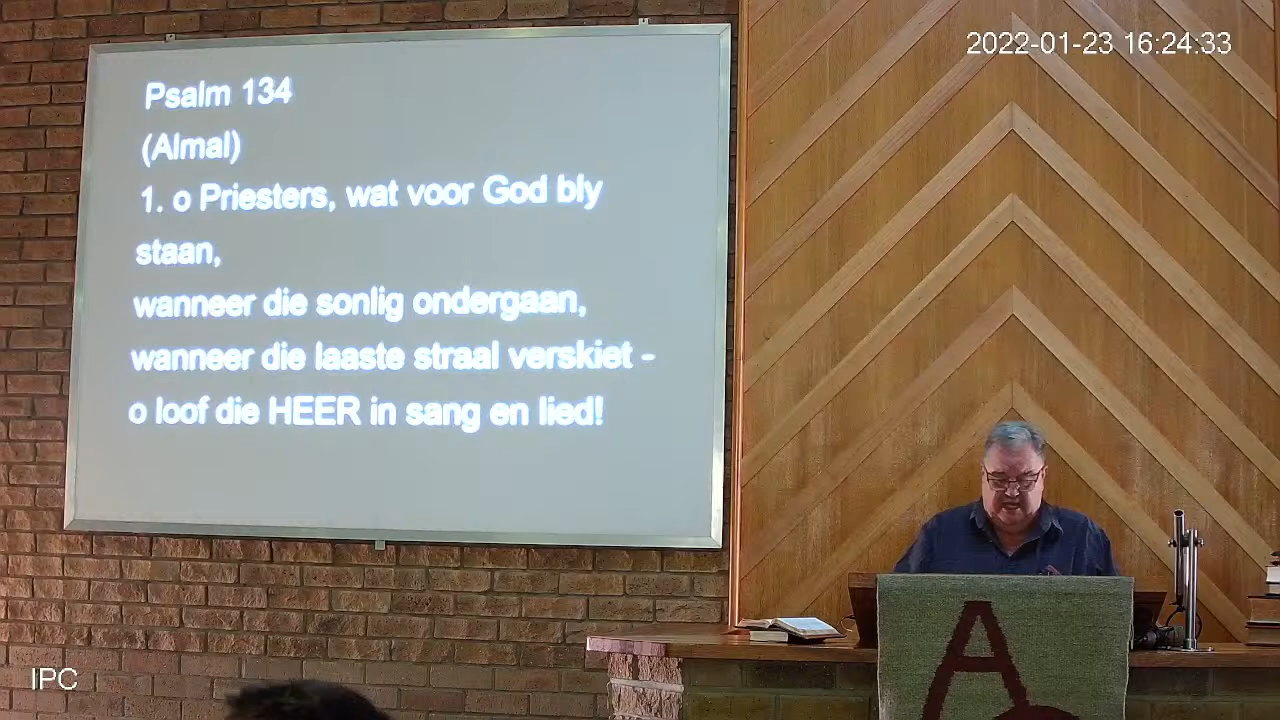 2022-01-23 16:24:33
Psalm 134
(Almal)
1. o Priesters, wat voor God bly
staan,
wanneer die sonlig ondergaan,
wanneer die laaste straal verskiet -
o loof die HEER in sang en lied!
A
IPC